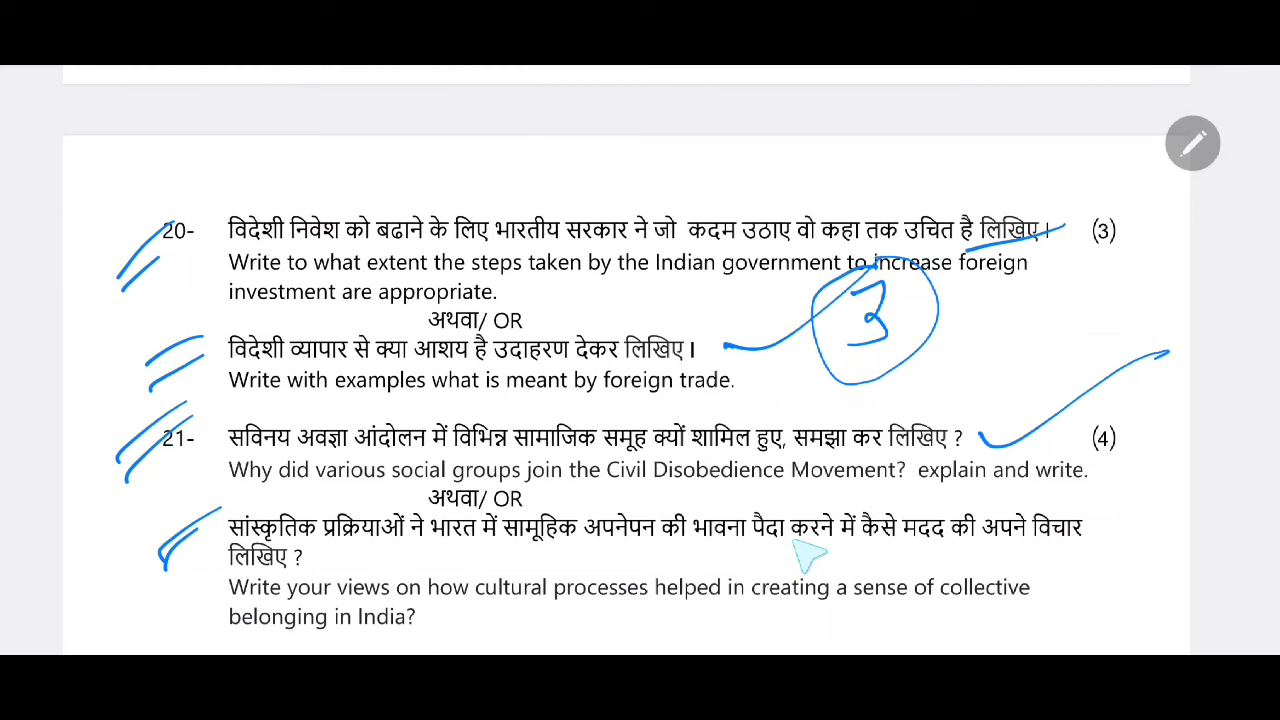 20- विदेशी निवेश को बढाने के लिए भारतीय सरकार ने जो कदम उठाए वो कहा तक उचित है लिखिए । (3)
Write to what extent the steps taken by the Indian government to increase foreign
investment are appropriate.
अथवा/ OR
3
विदेशी व्यापार से क्या आशय है उदाहरण देकर लिखिए ।
Write with examples what is meant by foreign trade.
21- सविनय अवज्ञा आंदोलन में विभिन्न सामाजिक समूह क्यों शामिल हुए, समझा कर लिखिए ? (4)
Why did various social groups join the Civil Disobedience Movement? explain and write.
अथवा/ OR
सांस्कृतिक प्रक्रियाओं ने भारत में सामूहिक अपनेपन की भावना पैदा करने में कैसे मदद की अपने विचार
लिखिए ?
Write your views on how cultural processes helped in creating a sense of collective
belonging in India?